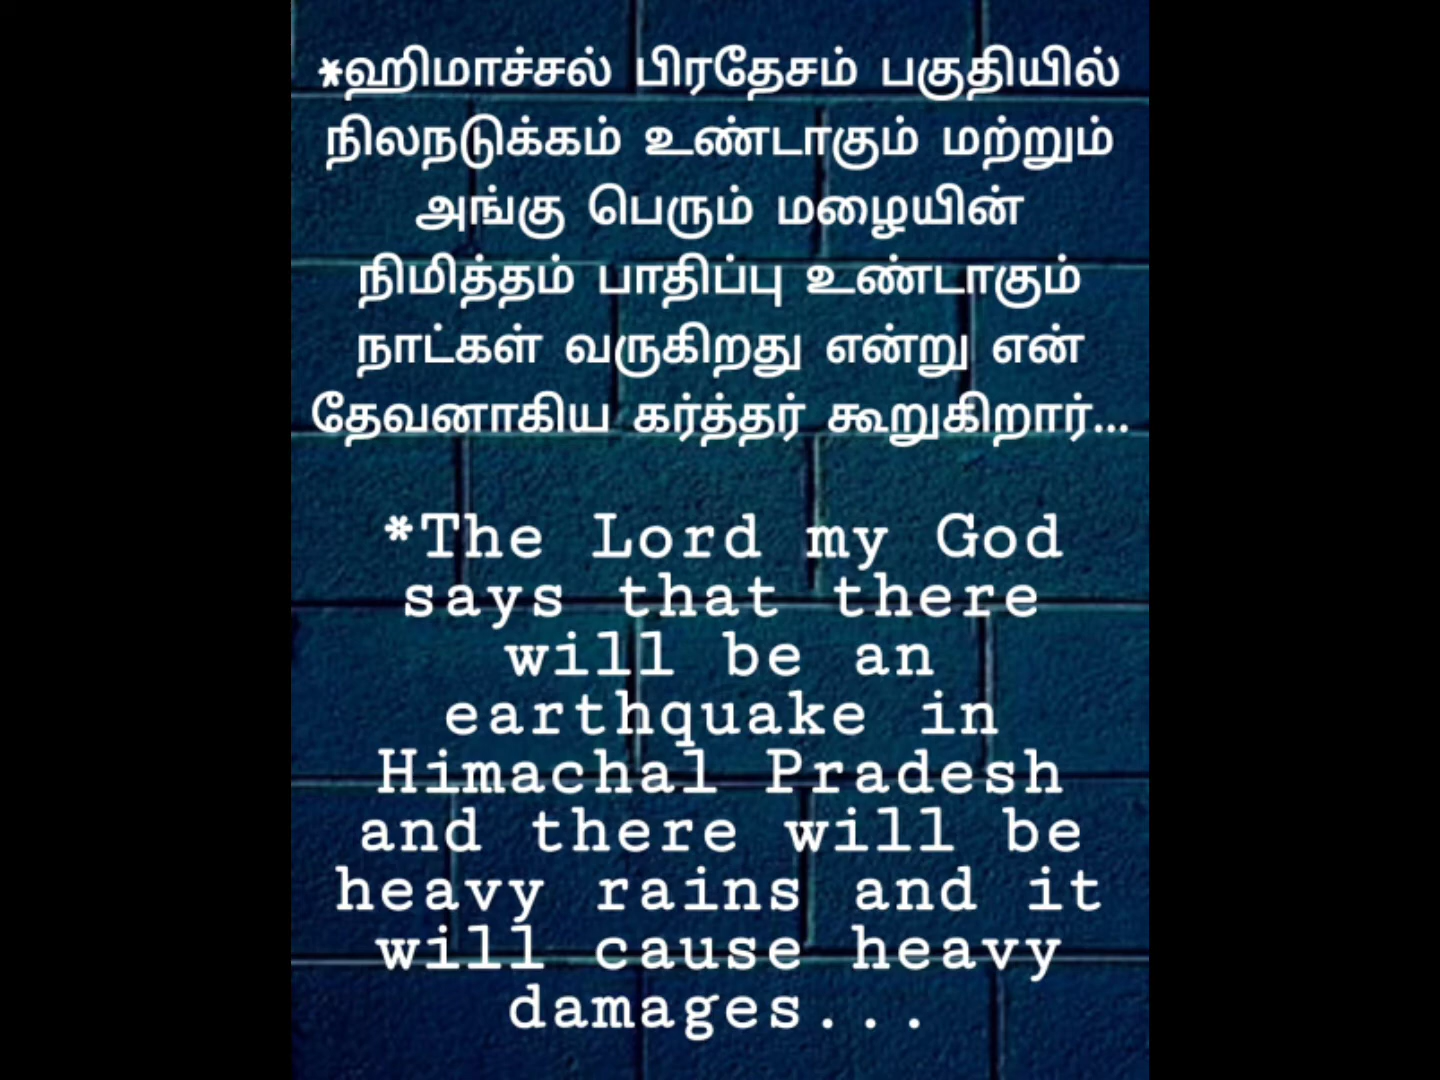 *ஹிமாச்சல் பிரதேசம் பகுதியில்
நிலநடுக்கம் உண்டாகும் மற்றும்
அங்கு பெரும் மழையின்
நிமித்தம் பாதிப்பு உண்டாகும்
நாட்கள் வருகிறது என்று என்
தேவனாகிய கர்த்தர் கூறுகிறார்...
*The Lord my God
says that there
will be an
earthquake in
Himachal Pradesh
and there will be
heavy rains and it
will cause heavy
damages...